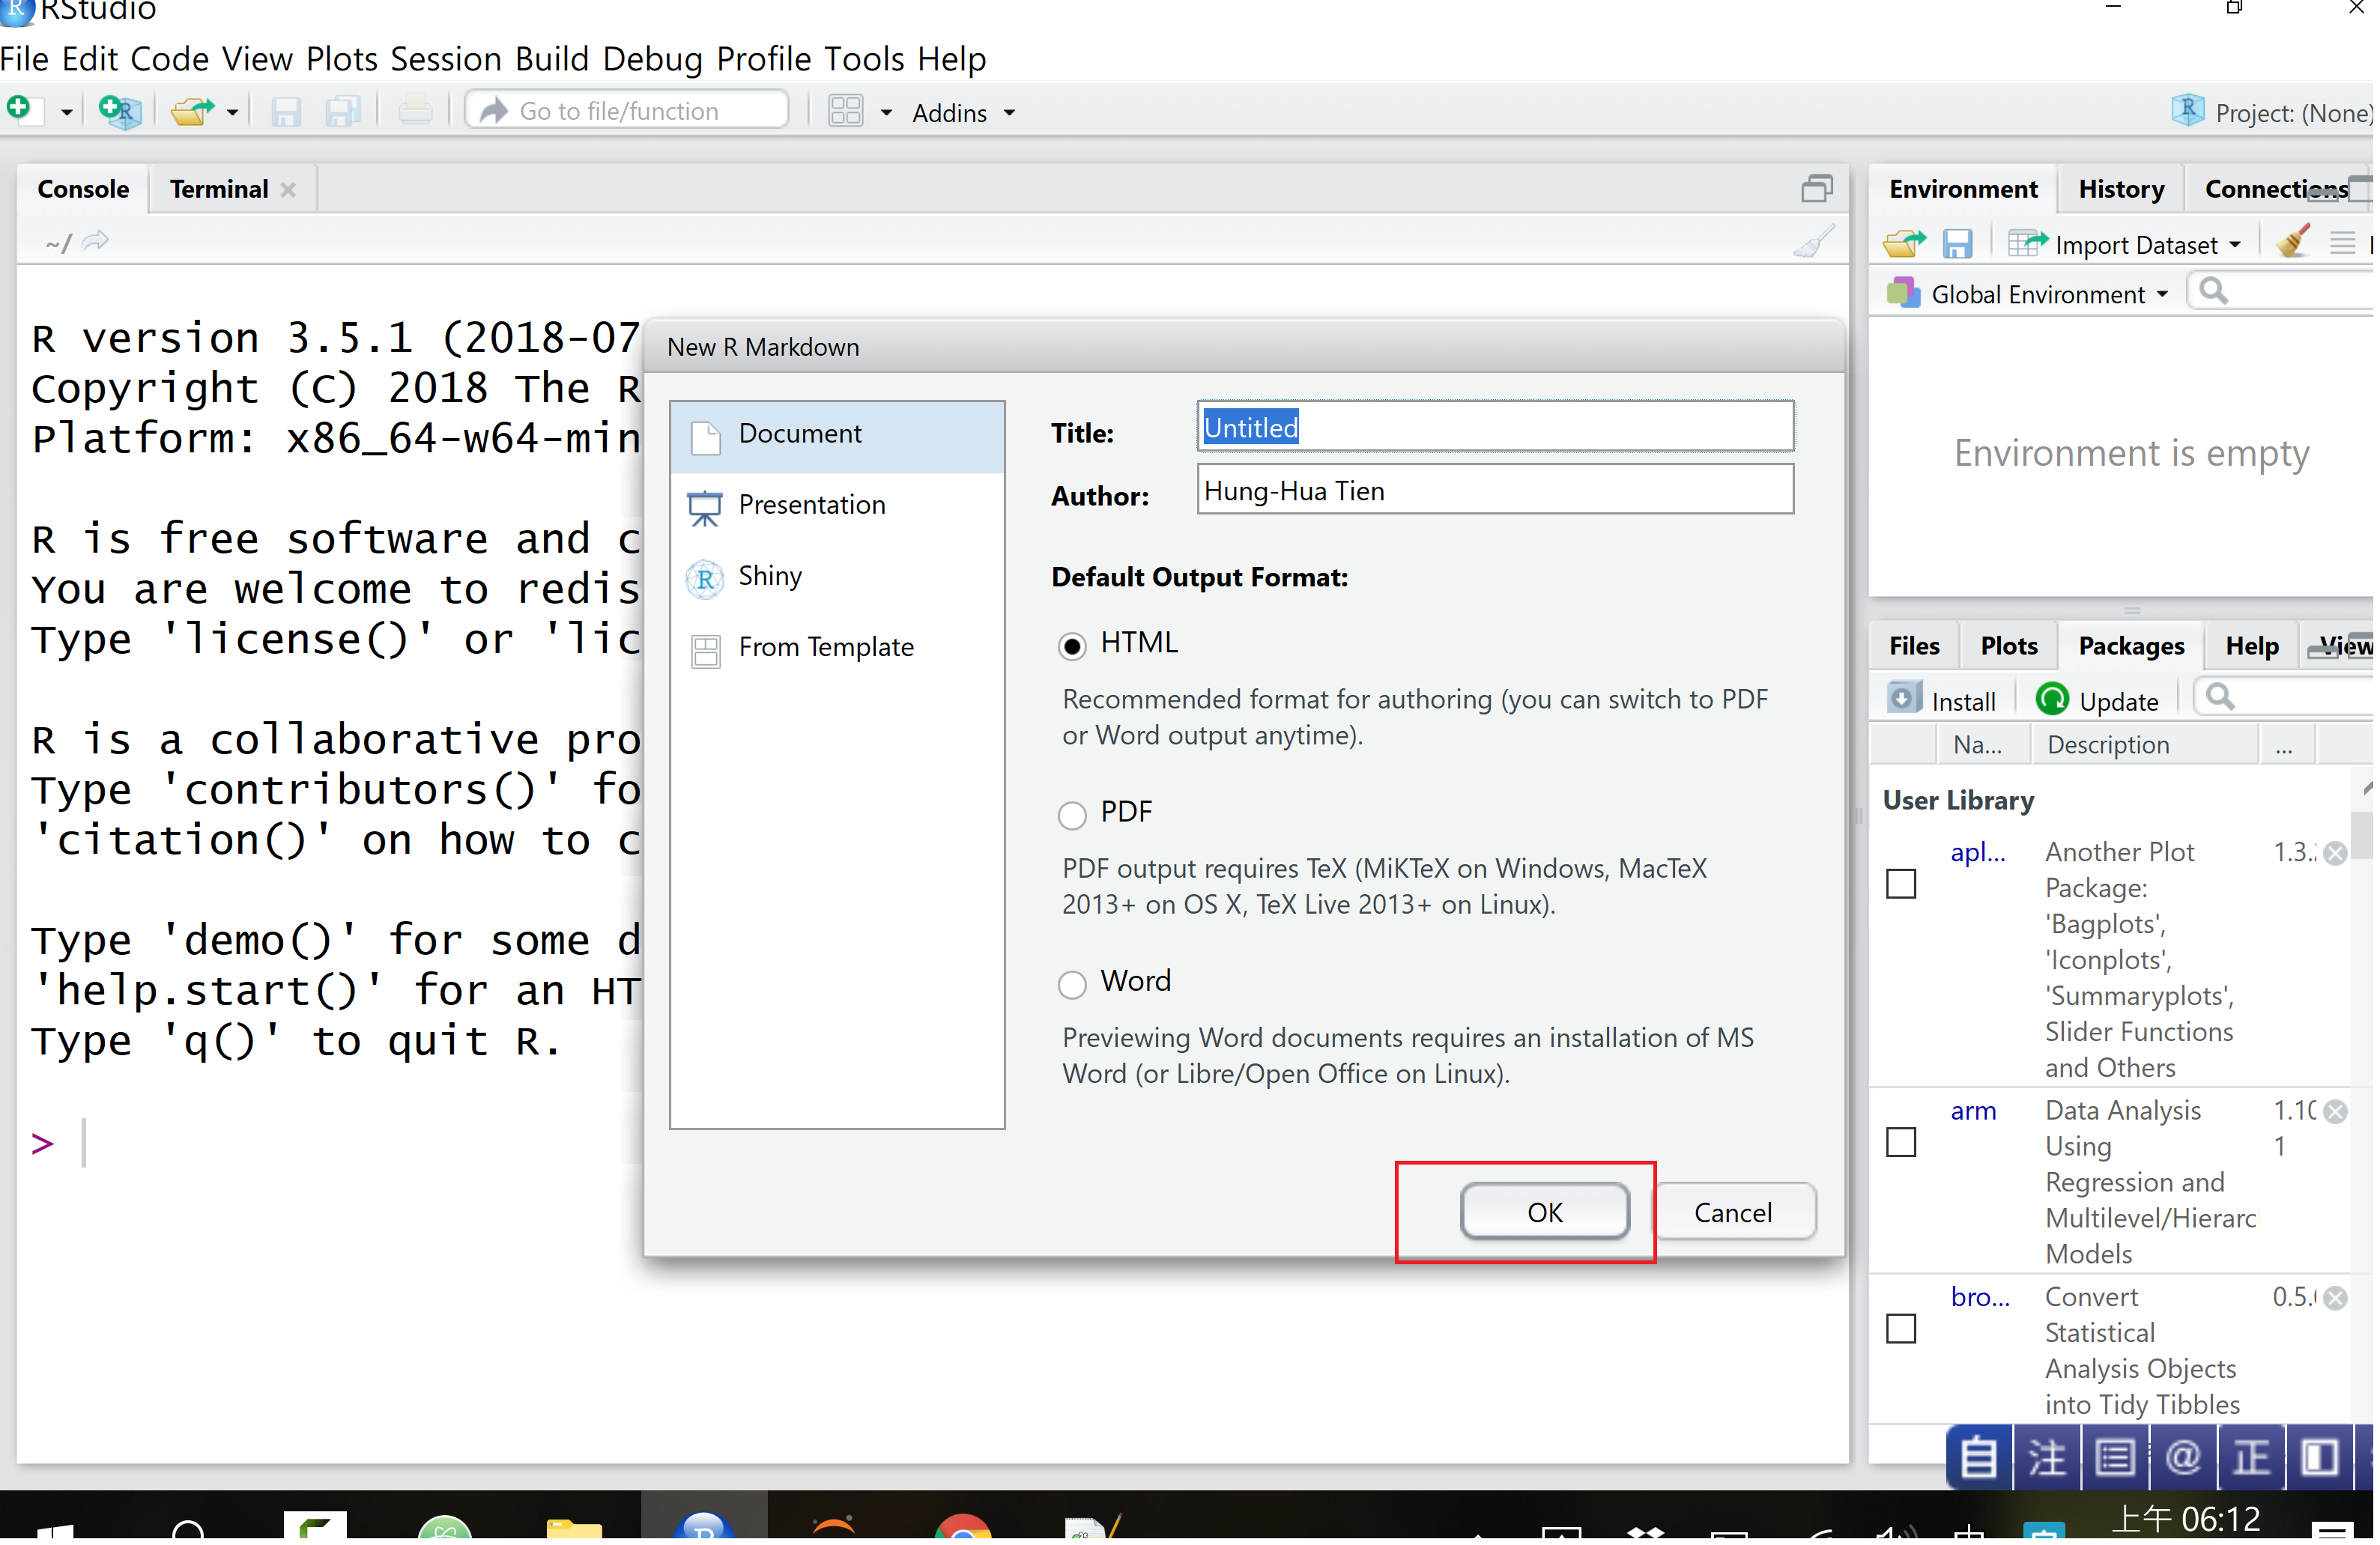 RStudio
File Edit Code View Plots Session Build Debug Profile Tools Help
Go to file/function
Addins
Project: (None)
Console
Terminal
~/
R version 3.5.1 (2018-07
Copyright (C) 2018 The R
Platform: x86_64-w64-min
R is free software and c
You are welcome to redis
Type 'license()' or 'lic
R is a collaborative pro
Type 'contributors()' fo
'citation()' on how to c
Type 'demo()' for some d
'help.start()' for an HT
Type 'q()' to quit R.
>
New R Markdown
Document
Presentation
Shiny
From Template
Title:
Untitled
Author:
Hung-Hua Tien
Default Output Format:
HTML
Recommended format for authoring (you can switch to PDF
or Word output anytime).
PDF
PDF output requires TeX (MiKTeX on Windows, MacTeX
2013+ on OS X, TeX Live 2013+ on Linux).
Word
Previewing Word documents requires an installation of MS
Word (or Libre/Open Office on Linux).
OK
Cancel
Environment
History
Connections
Import Dataset
Global Environment
Environment is empty
Files
Plots
Packages
Help
View
Install
Update
Na...
Description
...
User Library
apl...
Another Plot
Package:
'Bagplots',
'Iconplots',
'Summaryplots',
Slider Functions
and Others
1.3.
arm
Data Analysis
Using
Regression and
Multilevel/Hierarc
Models
1.10
1
bro...
Convert
Statistical
Analysis Objects
into Tidy Tibbles
0.5.
自 注 @ 正
上午 06:12